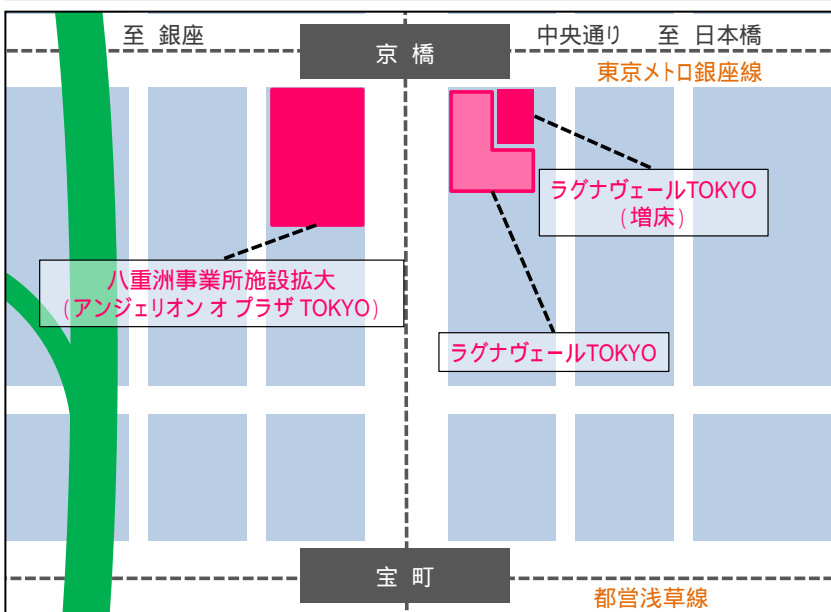 至 銀座
京 橋
中央通り 至 日本橋
東京メトロ銀座線
ラグナヴェールTOKYO
(増床)
八重洲事業所施設拡大
(アンジェリオン オ プラザ TOKYO)
ラグナヴェールTOKYO
宝 町
都営浅草線